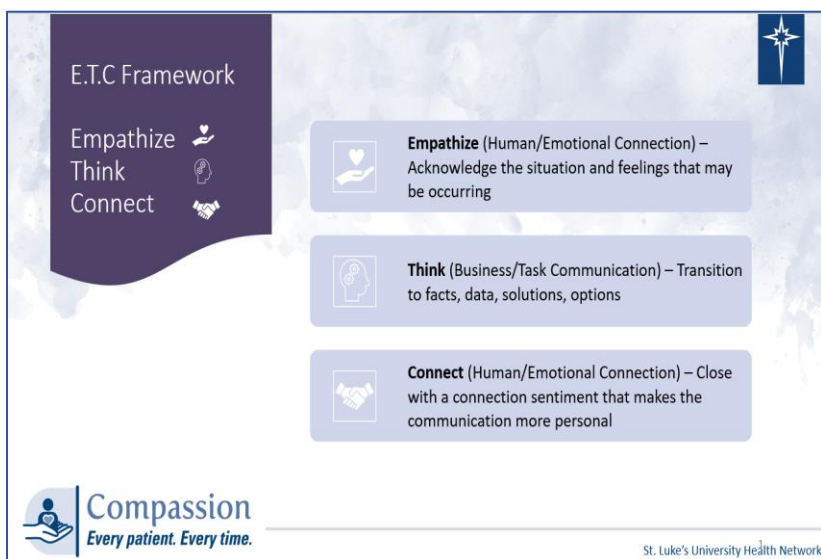 E.T.C Framework
Empathize
Think
Connect
Empathize (Human/Emotional Connection) –
Acknowledge the situation and feelings that may
be occurring
Think (Business/Task Communication) – Transition
to facts, data, solutions, options
Connect (Human/Emotional Connection) – Close
with a connection sentiment that makes the
communication more personal
Compassion
Every patient. Every time.
1
St. Luke's University Health Network